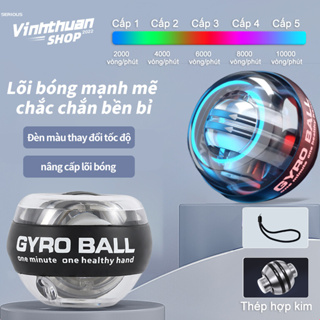 Vinhthuan
SHOP
Cấp 1 Cấp 2 Cấp 3 Cấp 4 Cấp 5
2000 vòng/phút 4000 vòng/phút 6000 vòng/phút 8000 vòng/phút 10000 vòng/phút
Lõi bóng mạnh mẽ
chắc chắn bền bỉ
Đèn màu thay đổi tốc độ
nâng cấp lõi bóng
GYRO BALL
GYRO BALL
one minute one healthy hand
Thép hợp kim